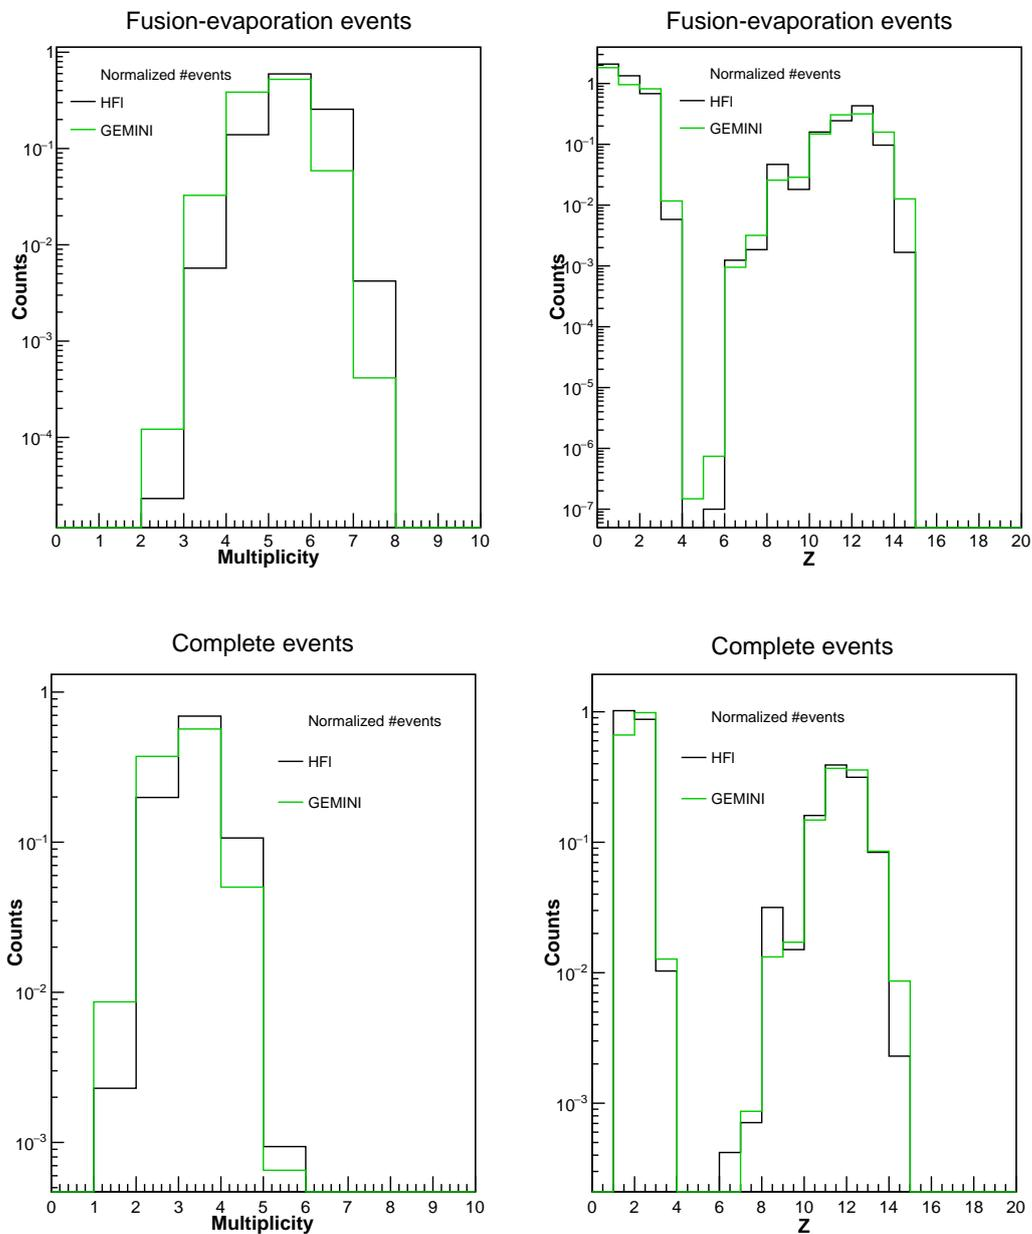 Fusion-evaporation events
1
10⁻¹
10⁻²
10⁻³
10⁻⁴
Counts
Normalized #events
HFl
GEMINI
0 1 2 3 4 5 6 7 8 9 10
Multiplicity
Fusion-evaporation events
1
10⁻¹
10⁻²
10⁻³
10⁻⁴
10⁻⁵
10⁻⁶
10⁻⁷
Counts
Normalized #events
HFl
GEMINI
0 2 4 6 8 10 12 14 16 18 20
Z
Complete events
1
10⁻¹
10⁻²
10⁻³
Counts
Normalized #events
HFl
GEMINI
0 1 2 3 4 5 6 7 8 9 10
Multiplicity
Complete events
1
10⁻¹
10⁻²
10⁻³
Counts
Normalized #events
HFl
GEMINI
0 2 4 6 8 10 12 14 16 18 20
Z